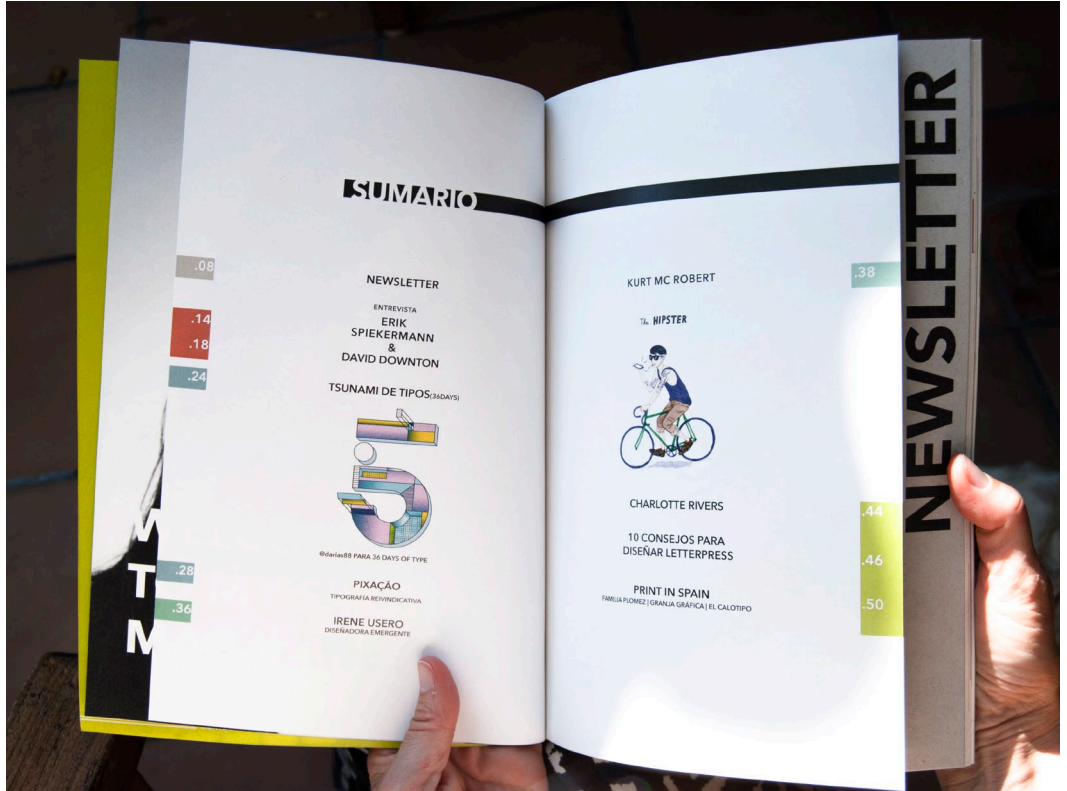 SUMARIO
.08
NEWSLETTER
.14
ENTREVISTA
ERIK
SPIEKERMANN
&
DAVID DOWNTON
.18
.24
TSUNAMI DE TIPOS(36DAYS)
5
@darias88 PARA 36 DAYS OF TYPE
.28
PIXAÇÃO
TIPOGRAFÍA REIVINDICATIVA
.36
IRENE USERO
DISEÑADORA EMERGENTE
T
KURT MC ROBERT
.38
The HIPSTER
CHARLOTTE RIVERS
.44
10 CONSEJOS PARA
DISEÑAR LETTERPRESS
.46
PRINT IN SPAIN
FAMILIA PLOMEZ | GRANJA GRÁFICA | EL CALOTIPO
.50
NEWSLETTER